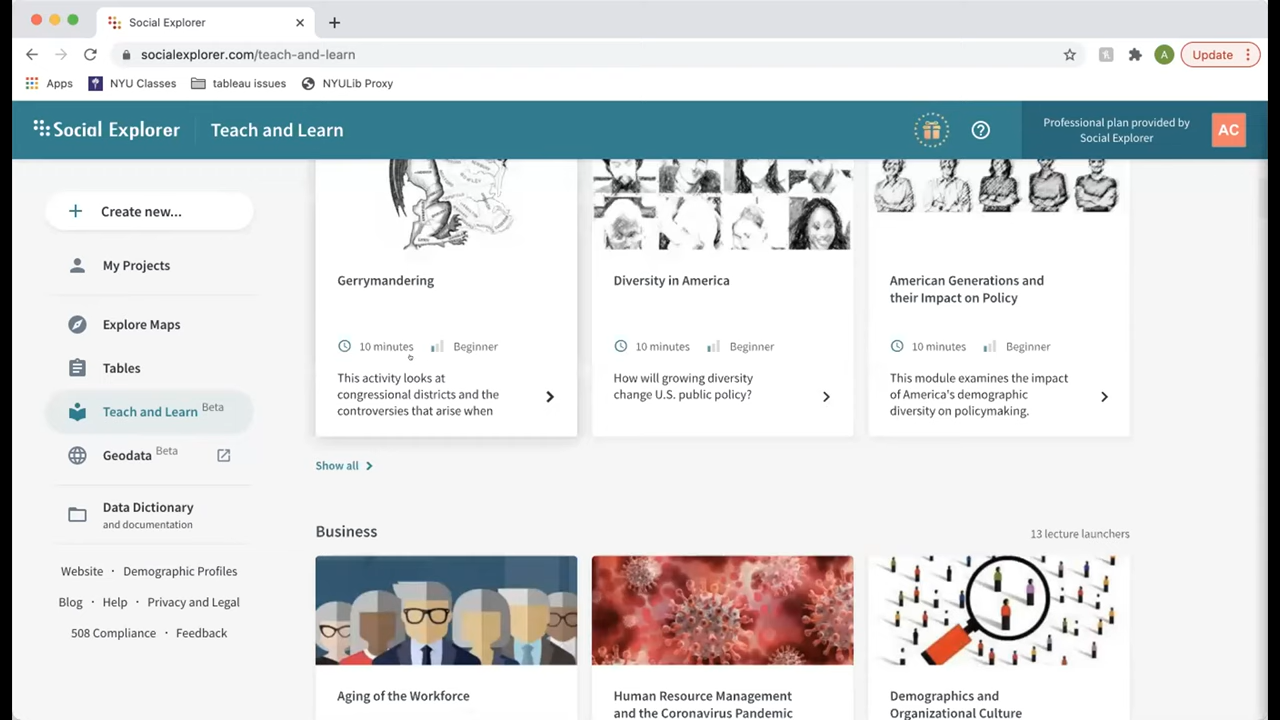 Social Explorer
socialexplorer.com/teach-and-learn
Update
Apps
NYU Classes
tableau issues
NYULib Proxy
Social Explorer
Teach and Learn
Professional plan provided by
Social Explorer
AC
Create new...
My Projects
Explore Maps
Tables
Teach and Learn Beta
Geodata Beta
Data Dictionary
and documentation
Website · Demographic Profiles
Blog · Help · Privacy and Legal
508 Compliance · Feedback
Gerrymandering
10 minutes
Beginner
This activity looks at
congressional districts and the
controversies that arise when
Diversity in America
10 minutes
Beginner
How will growing diversity
change U.S. public policy?
American Generations and
their Impact on Policy
10 minutes
Beginner
This module examines the impact
of America's demographic
diversity on policymaking.
Show all
Business
13 lecture launchers
Aging of the Workforce
Human Resource Management
and the Coronavirus Pandemic
Demographics and
Organizational Culture
A